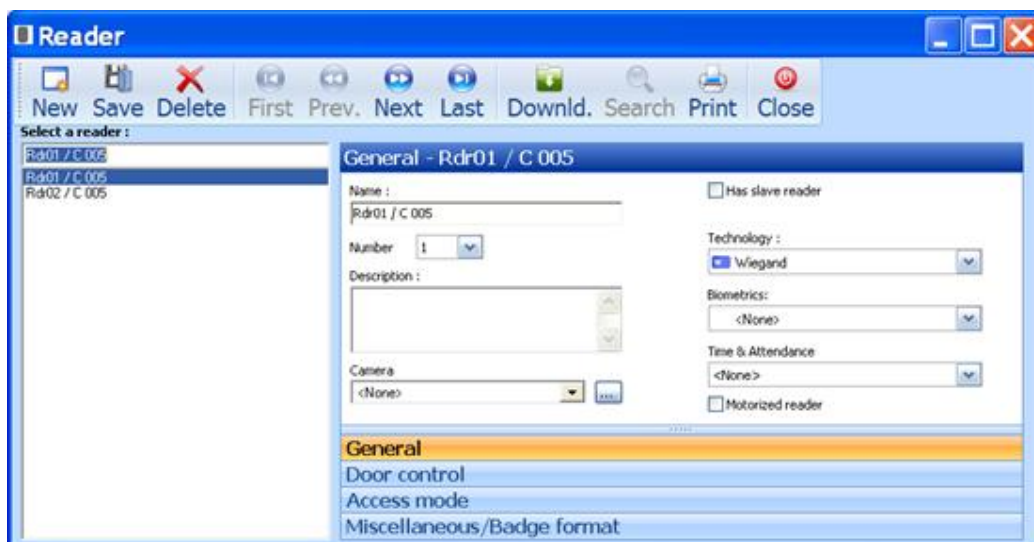 Reader
New Save Delete First Prev. Next Last Downld. Search Print Close
Select a reader :
Rdr01 / C 005
Rdr01 / C 005
Rdr02 / C 005
General - Rdr01 / C 005
Name :
Rdr01 / C 005
Number 1
Description :
Camera
<None>
...
Has slave reader
Technology :
Wiegand
Biometrics:
<None>
Time & Attendance
<None>
Motorized reader
General
Door control
Access mode
Miscellaneous/Badge format